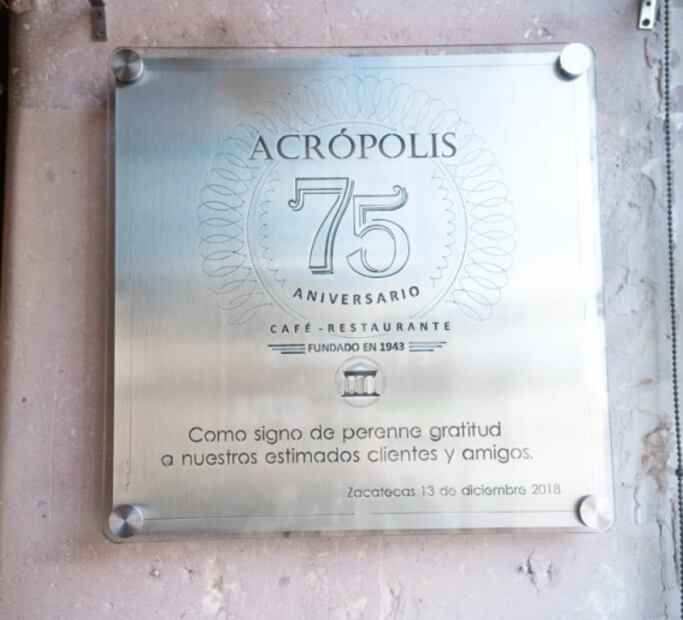 ACRÓPOLIS
75
ANIVERSARIO
CAFÉ - RESTAURANTE
FUNDADO EN 1943
Como signo de perenne gratitud
a nuestros estimados clientes y amigos.
Zacatecas 13 de diciembre 2018